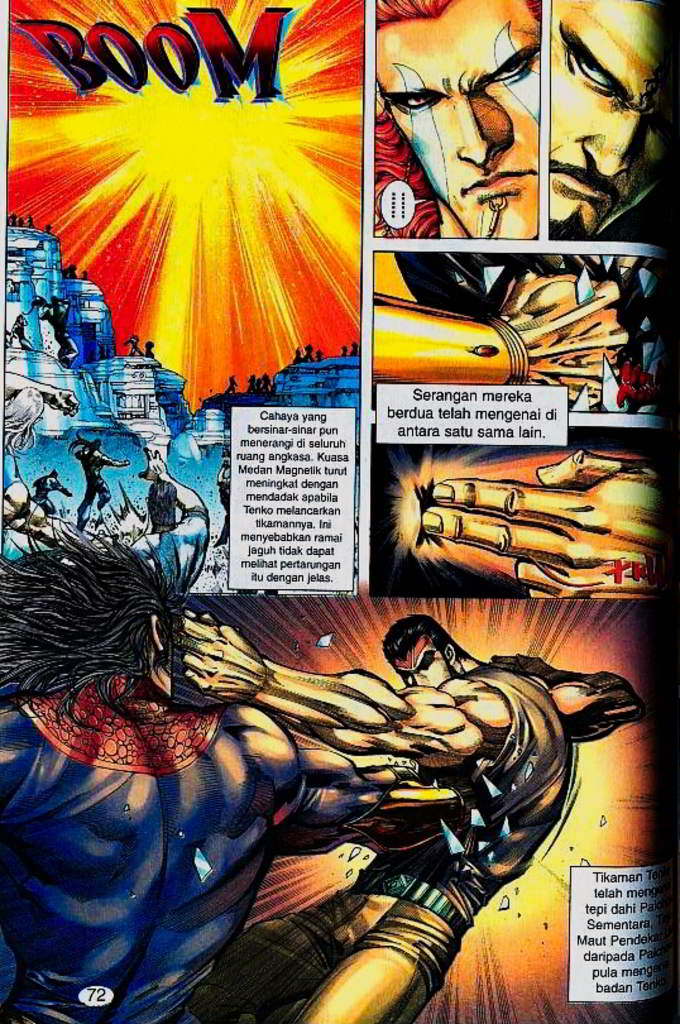 BOOM
Cahaya yang
bersinar-sinar pun
menerangi di seluruh
ruang angkasa. Kuasa
Medan Magnetik turut
meningkat dengan
mendadak apabila
Tenko melancarkan
tikamannya. Ini
menyebabkan ramai
jaguh tidak dapat
melihat pertarungan
itu dengan jelas.
!!!!
Serangan mereka
berdua telah mengenai di
antara satu sama lain.
Tikaman
telah
tepi dahi
Sementara,
Maut Pendekar
daripada
pula
badan
72